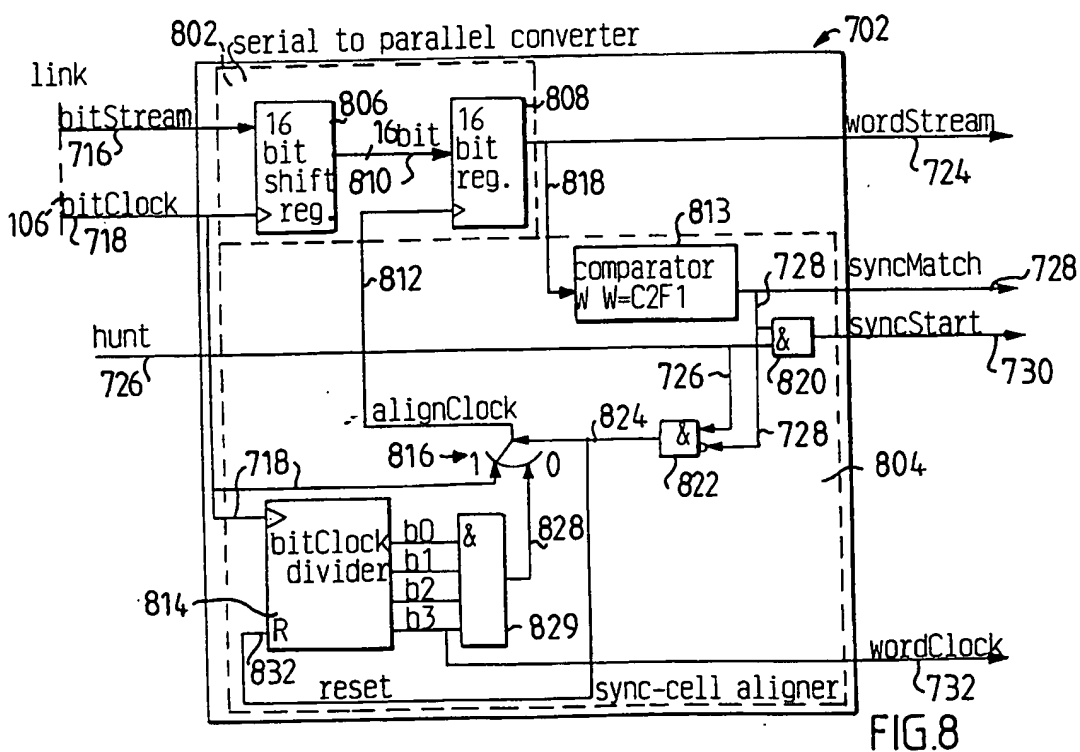 802
serial to parallel converter
702
link
bitStream
716
806
808
16
bit
shift
reg.
16 bit
810
16
bit
reg.
818
wordStream
724
106
bitClock
718
812
813
comparator
W W=C2F1
728
syncMatch
728
hunt
726
&
820
syncStart
730
726
728
alignClock
824
&
822
816
1
0
804
718
828
bitClock
divider
b0
b1
b2
b3
&
829
814
R
832
reset
sync-cell aligner
wordClock
732
FIG.8